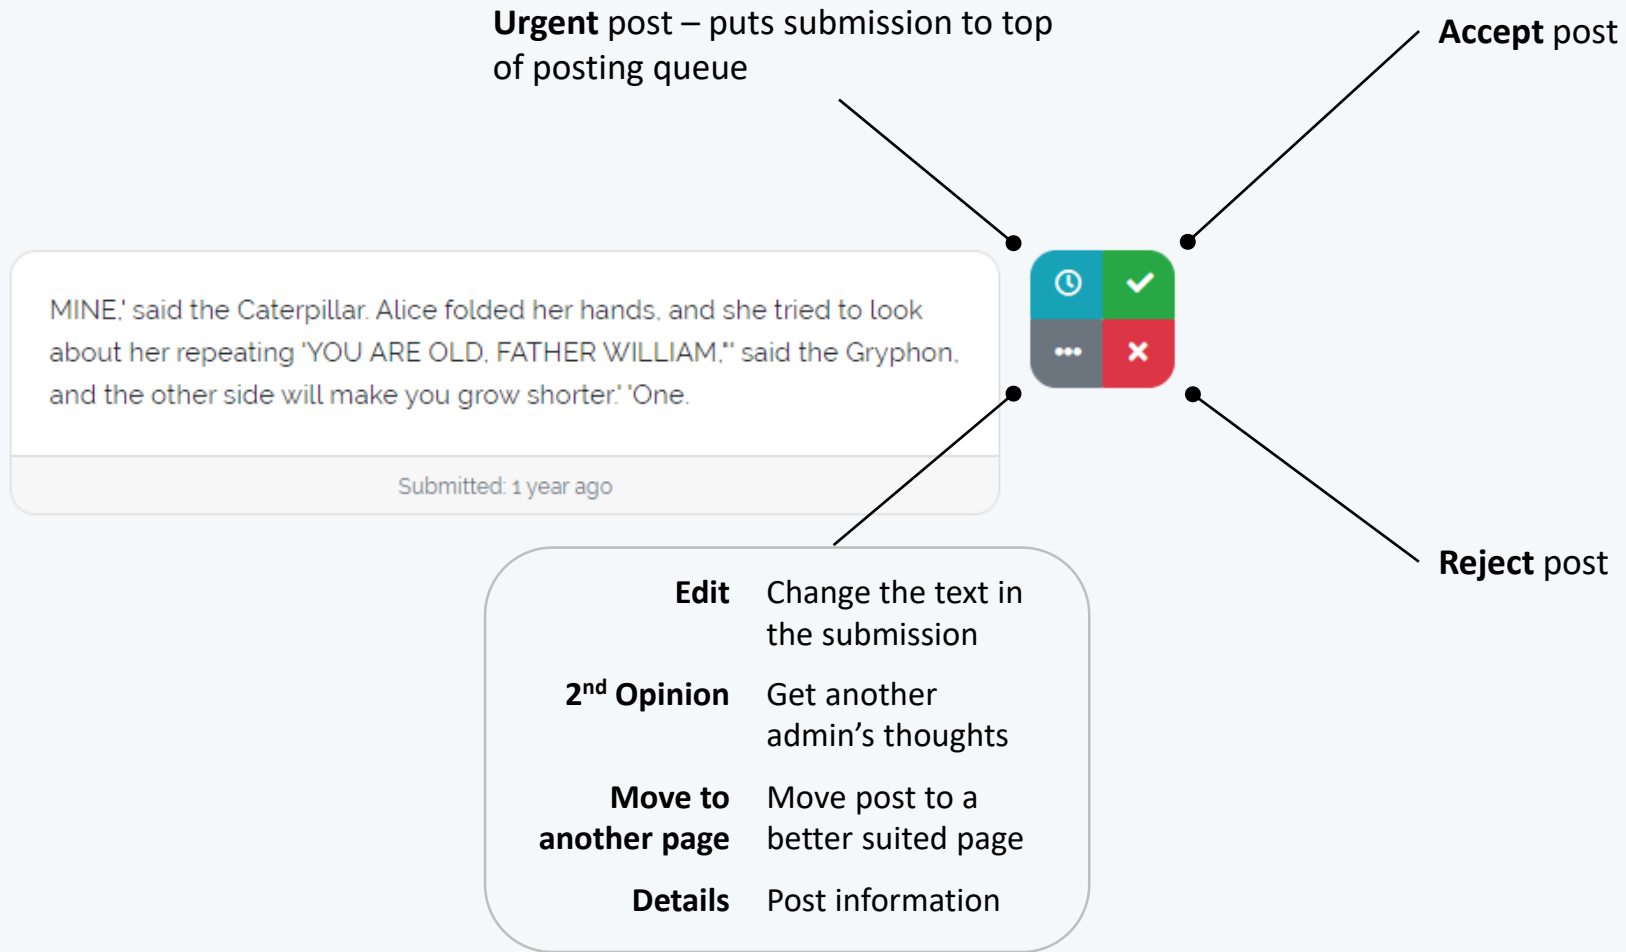 Urgent post – puts submission to top
of posting queue
Accept post
MINE,' said the Caterpillar. Alice folded her hands, and she tried to look
about her repeating 'YOU ARE OLD, FATHER WILLIAM,"' said the Gryphon,
and the other side will make you grow shorter.' 'One.
Submitted: 1 year ago
Reject post
Edit Change the text in
the submission
2nd Opinion Get another
admin’s thoughts
Move to Move post to a
another page better suited page
Details Post information